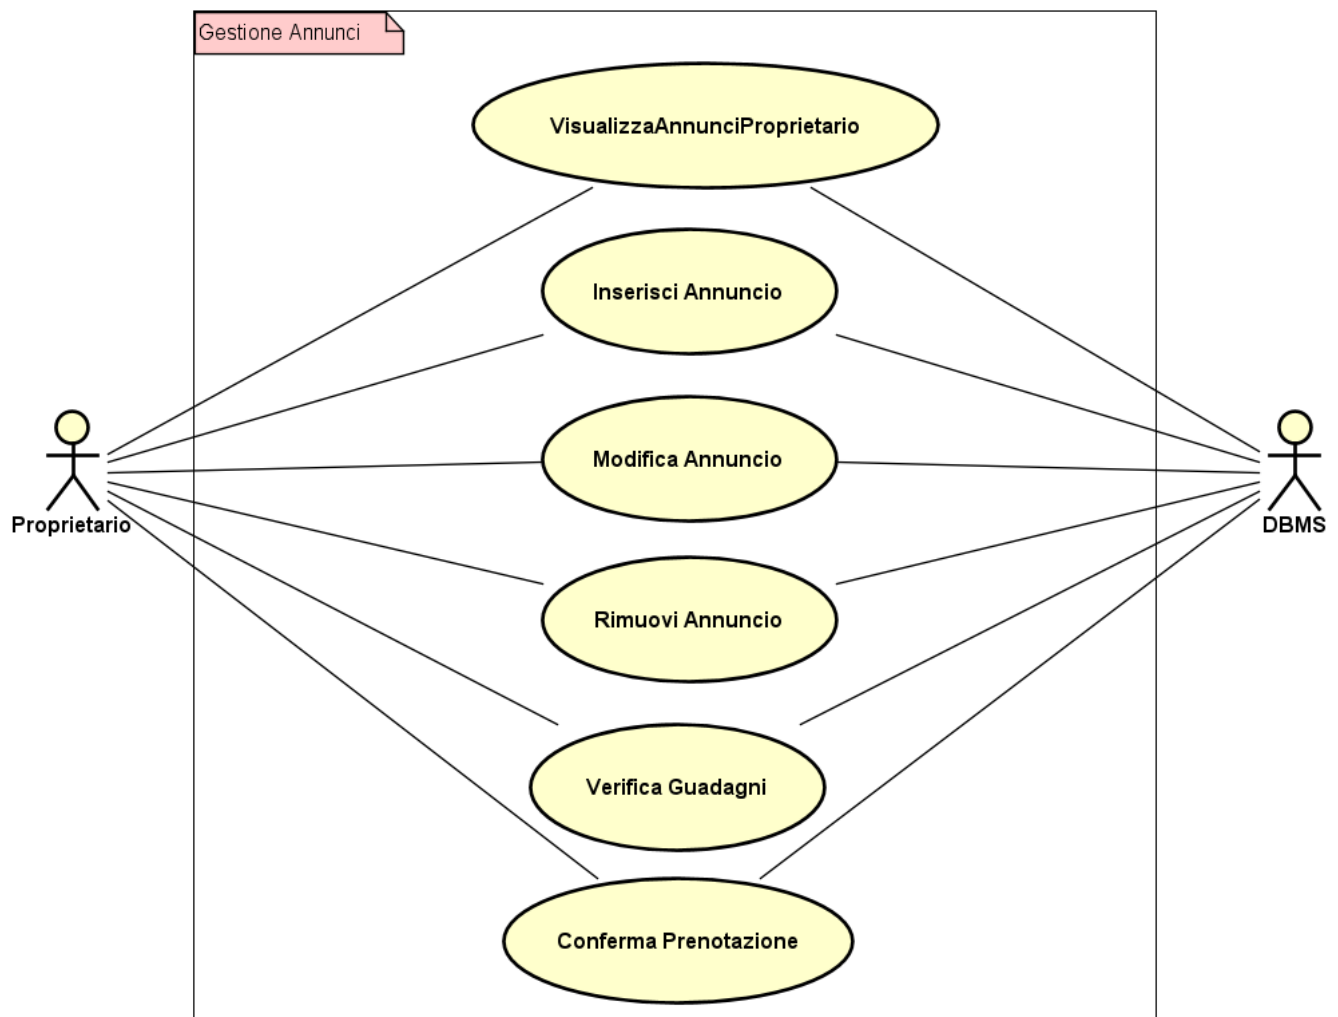 Gestione Annunci
VisualizzaAnnunciProprietario
Inserisci Annuncio
Modifica Annuncio
Proprietario
DBMS
Rimuovi Annuncio
Verifica Guadagni
Conferma Prenotazione